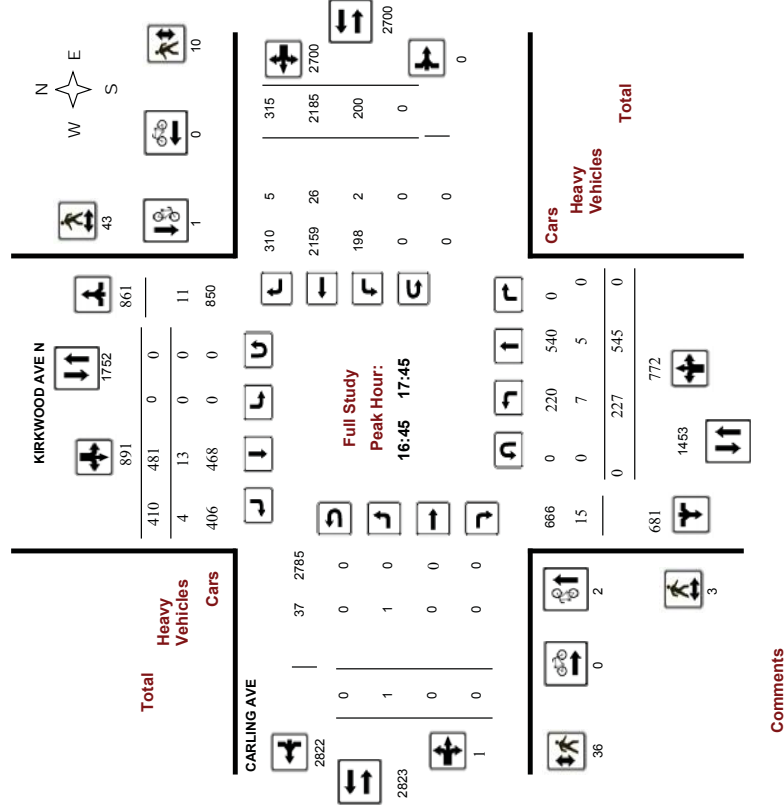 2700
N
W E
S
10
0
43
1
2700
0
315
2185
200
0
5
26
2
0
0
310
2159
198
0
0
KIRKWOOD AVE N
891 1752 861
410 481 0 0
4 13 0 0 11
406 468 0 0 850
Total
Heavy
Vehicles
Cars
Full Study
Peak Hour:
16:45 17:45
CARLING AVE
2822
2823
1
37 2785
0 0 0
1 1 0
0 0 0
0 0 0
Cars
Heavy
Vehicles
Total
666 0 220 540 0
15 0 7 5 0
0 227 545 0
681 1453 772
2
0
3
36
Comments